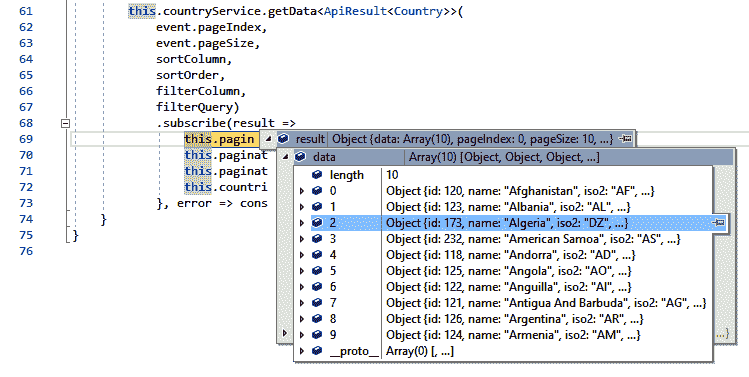 61 this.countryService.getData<ApiResult<Country>>(
62 event.pageIndex,
63 event.pageSize,
64 sortColumn,
65 sortOrder,
66 filterColumn,
67 filterQuery)
68 .subscribe(result =>
69 this.pagin result Object {data: Array(10), pageIndex: 0, pageSize: 10, ...}
70 this.paginat data Array(10) [Object, Object, Object, ...]
71 this.paginat length 10
72 this.countri 0 Object {id: 120, name: "Afghanistan", iso2: "AF", ...}
73 }, error => cons 1 Object {id: 123, name: "Albania", iso2: "AL", ...}
74 } 2 Object {id: 173, name: "Algeria", iso2: "DZ", ...}
75 } 3 Object {id: 232, name: "American Samoa", iso2: "AS", ...}
76 4 Object {id: 118, name: "Andorra", iso2: "AD", ...}
5 Object {id: 125, name: "Angola", iso2: "AO", ...}
6 Object {id: 122, name: "Anguilla", iso2: "AI", ...}
7 Object {id: 121, name: "Antigua And Barbuda", iso2: "AG", ...}
8 Object {id: 126, name: "Argentina", iso2: "AR", ...}
9 Object {id: 124, name: "Armenia", iso2: "AM", ...} ...}
__proto__ Array(0) [, ...]